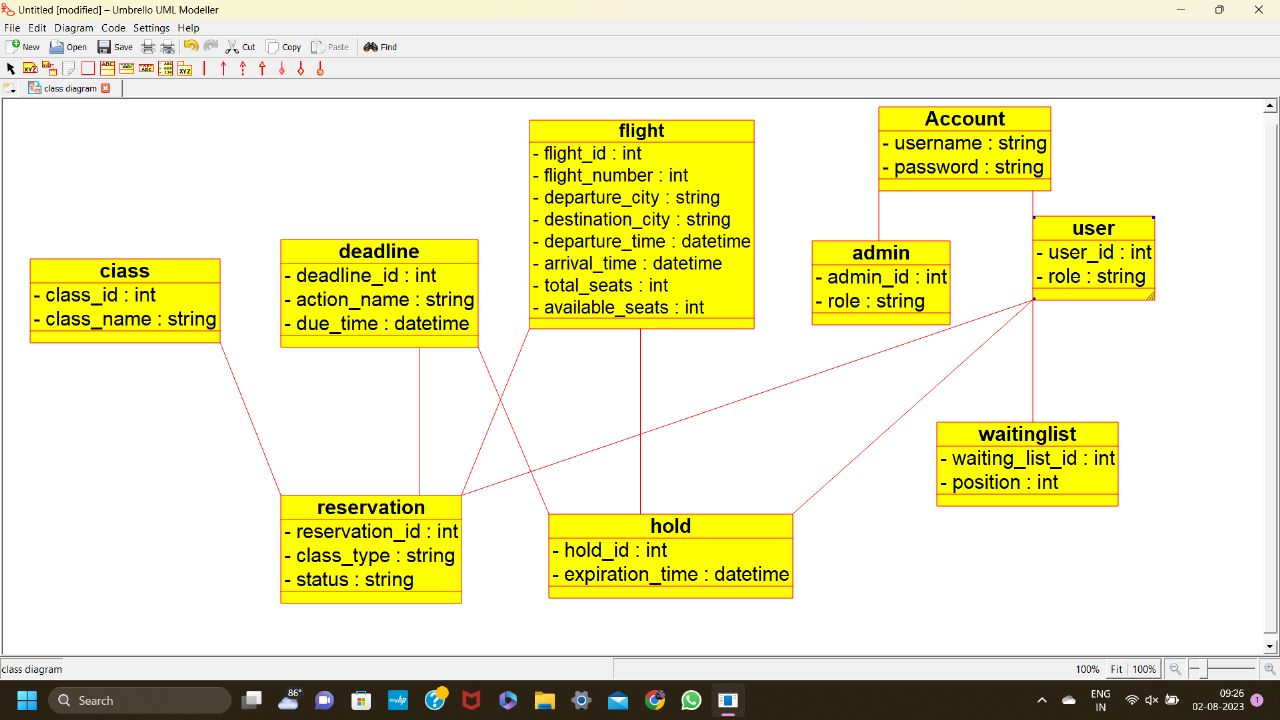 Untitled [modified] – Umbrello UML Modeller
File Edit Diagram Code Settings Help
New Open Save Cut Copy Paste Find
class diagram
flight
- flight_id : int
- flight_number : int
- departure_city : string
- destination_city : string
- departure_time : datetime
- arrival_time : datetime
- total_seats : int
- available_seats : int
Account
- username : string
- password : string
admin
- admin_id : int
- role : string
user
- user_id : int
- role : string
deadline
- deadline_id : int
- action_name : string
- due_time : datetime
ciass
- class_id : int
- class_name : string
waitinglist
- waiting_list_id : int
- position : int
reservation
- reservation_id : int
- class_type : string
- status : string
hold
- hold_id : int
- expiration_time : datetime
class diagram
100% Fit 100%
Search
86°
ENG
IN
09:26
02-08-2023
1